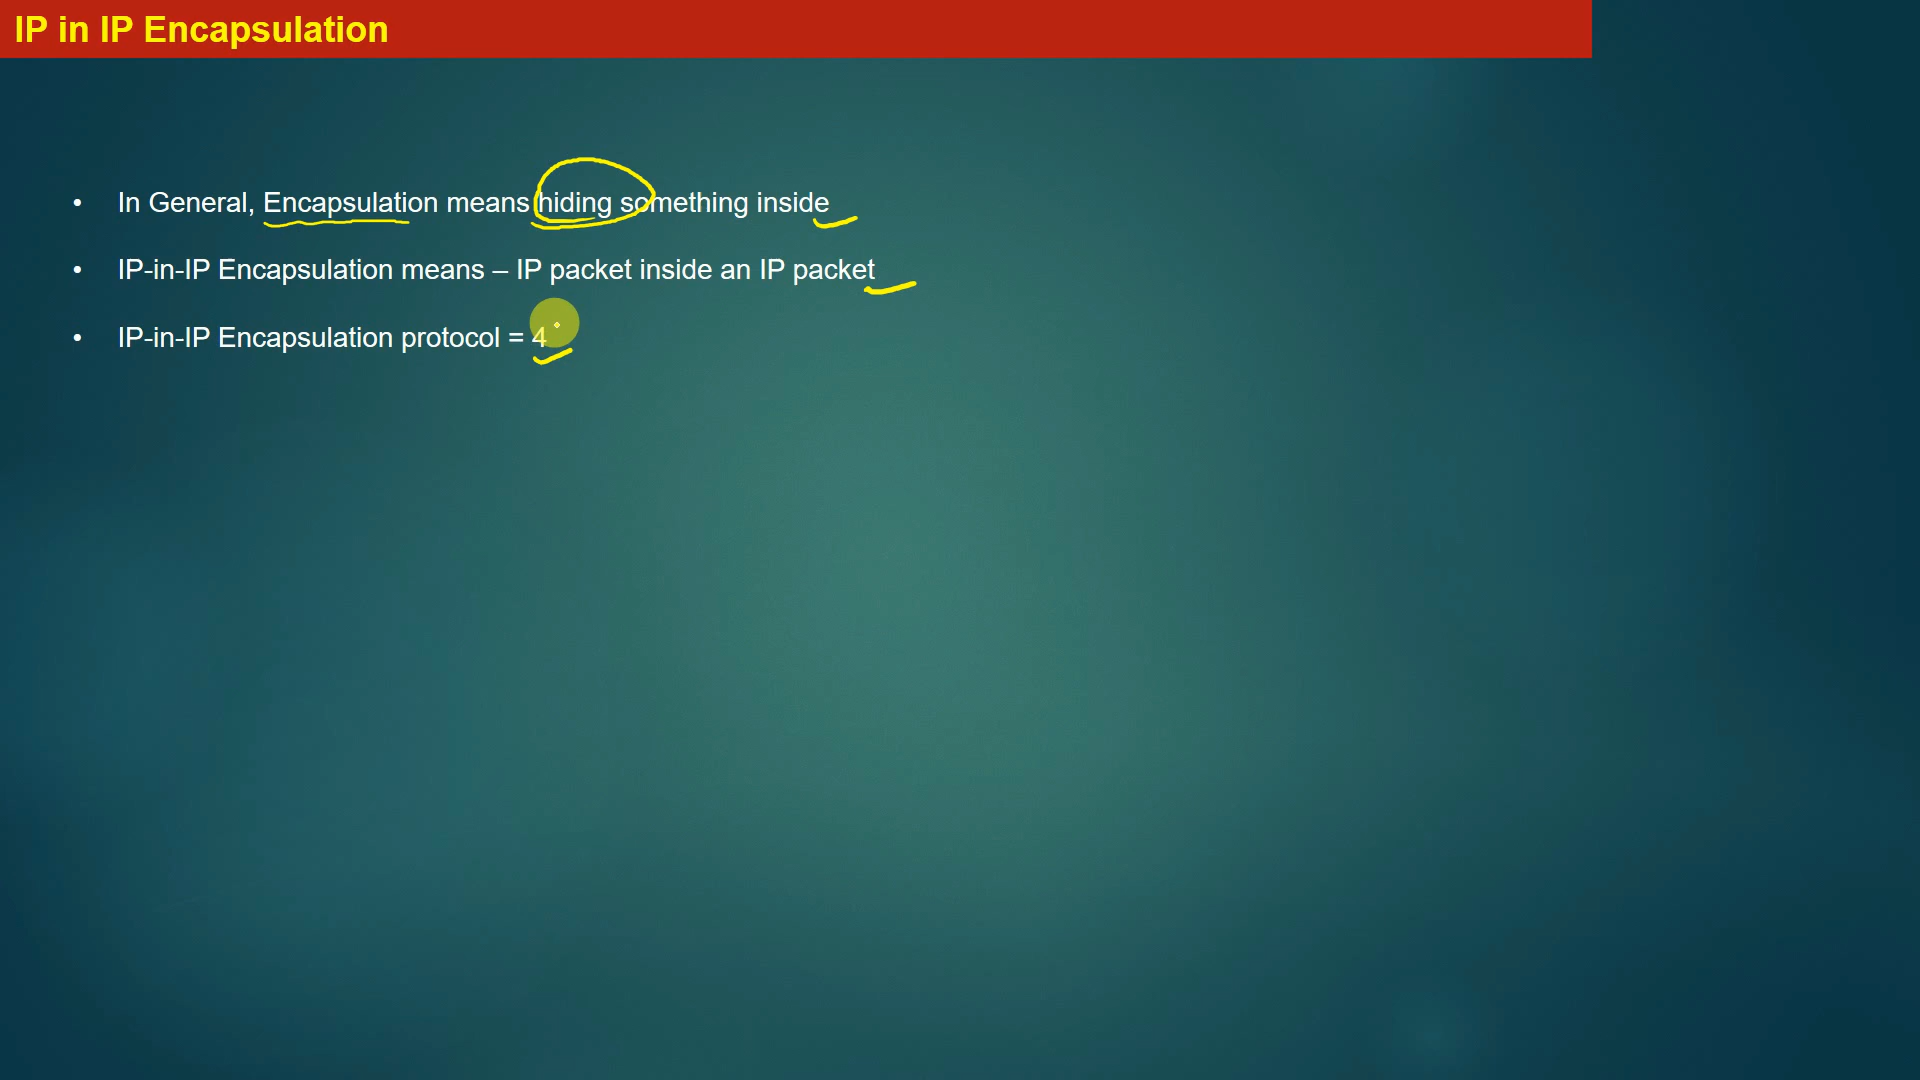 IP in IP Encapsulation
• In General, Encapsulation means hiding something inside
• IP-in-IP Encapsulation means – IP packet inside an IP packet
• IP-in-IP Encapsulation protocol = 4